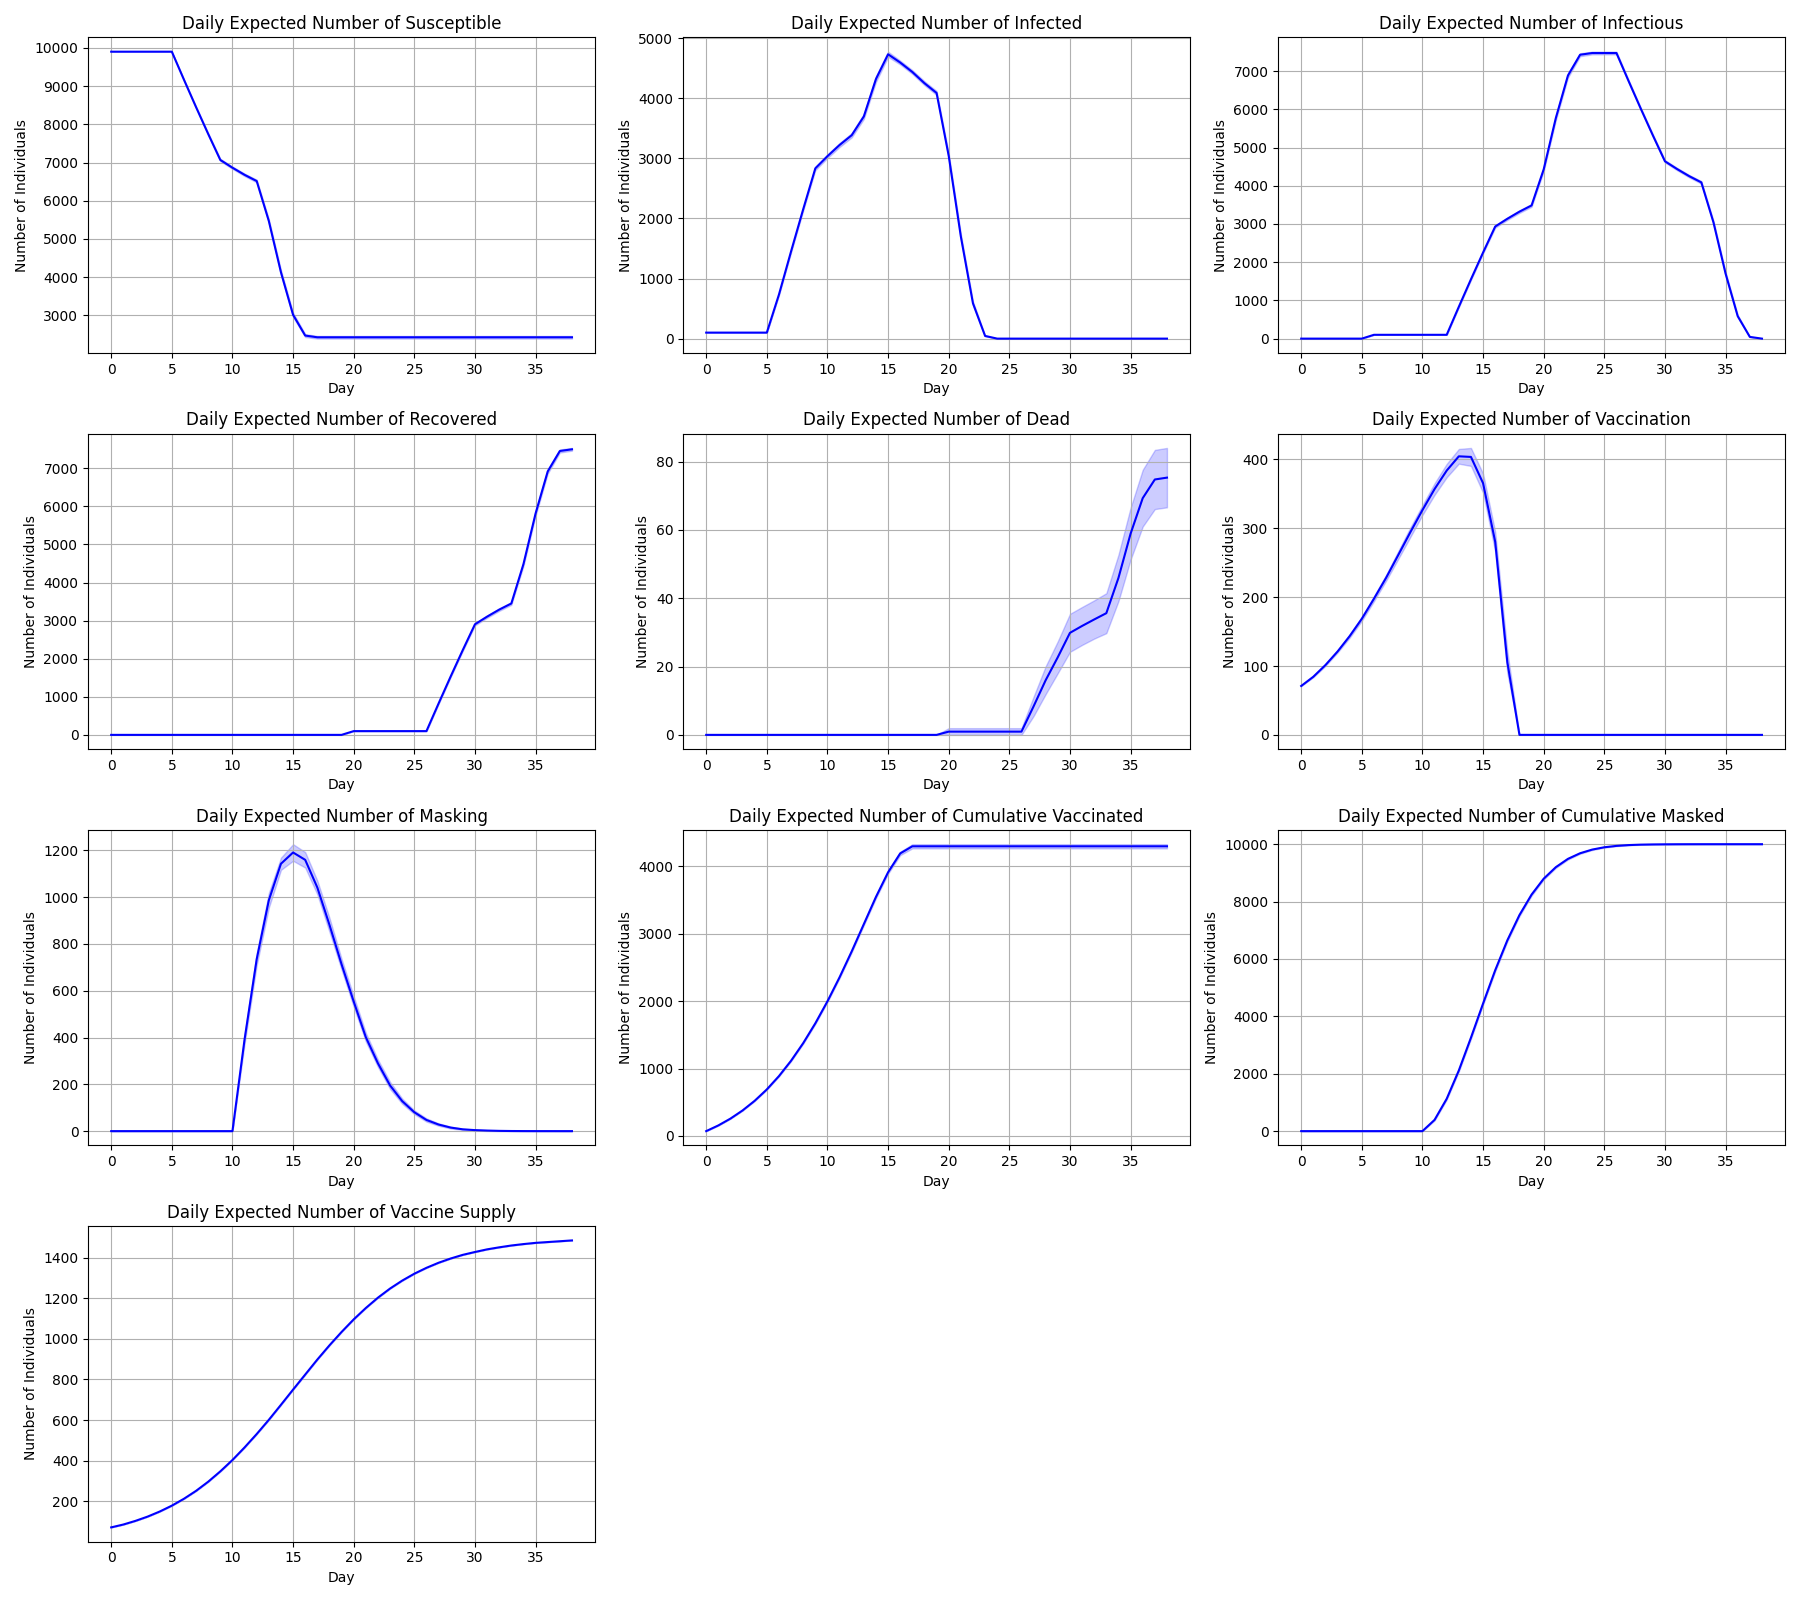 Daily Expected Number of Susceptible
Number of Individuals
10000
9000
8000
7000
6000
5000
4000
3000
0 5 10 15 20 25 30 35
Day
Daily Expected Number of Infected
Number of Individuals
5000
4000
3000
2000
1000
0
0 5 10 15 20 25 30 35
Day
Daily Expected Number of Infectious
Number of Individuals
7000
6000
5000
4000
3000
2000
1000
0
0 5 10 15 20 25 30 35
Day
Daily Expected Number of Recovered
Number of Individuals
7000
6000
5000
4000
3000
2000
1000
0
0 5 10 15 20 25 30 35
Day
Daily Expected Number of Dead
Number of Individuals
80
60
40
20
0
0 5 10 15 20 25 30 35
Day
Daily Expected Number of Vaccination
Number of Individuals
400
300
200
100
0
0 5 10 15 20 25 30 35
Day
Daily Expected Number of Masking
Number of Individuals
1200
1000
800
600
400
200
0
0 5 10 15 20 25 30 35
Day
Daily Expected Number of Cumulative Vaccinated
Number of Individuals
4000
3000
2000
1000
0
0 5 10 15 20 25 30 35
Day
Daily Expected Number of Cumulative Masked
Number of Individuals
10000
8000
6000
4000
2000
0
0 5 10 15 20 25 30 35
Day
Daily Expected Number of Vaccine Supply
Number of Individuals
1400
1200
1000
800
600
400
200
0 5 10 15 20 25 30 35
Day